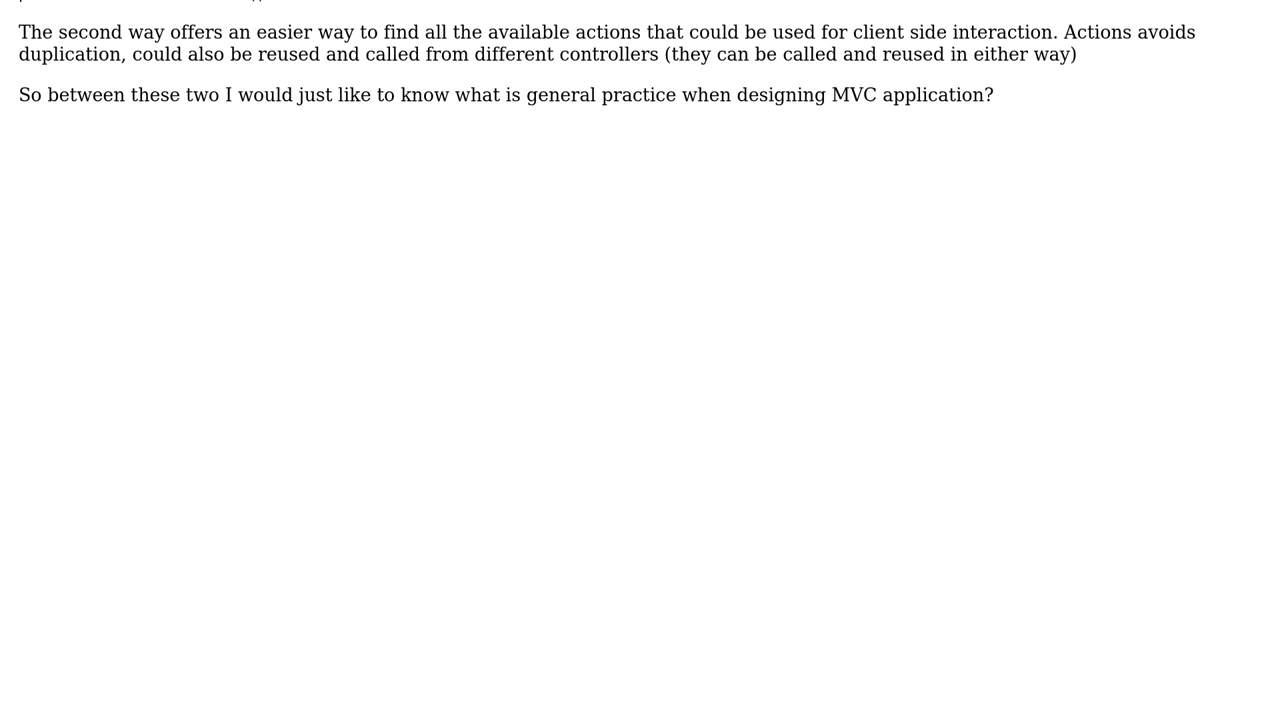 The second way offers an easier way to find all the available actions that could be used for client side interaction. Actions avoids
duplication, could also be reused and called from different controllers (they can be called and reused in either way)
So between these two I would just like to know what is general practice when designing MVC application?